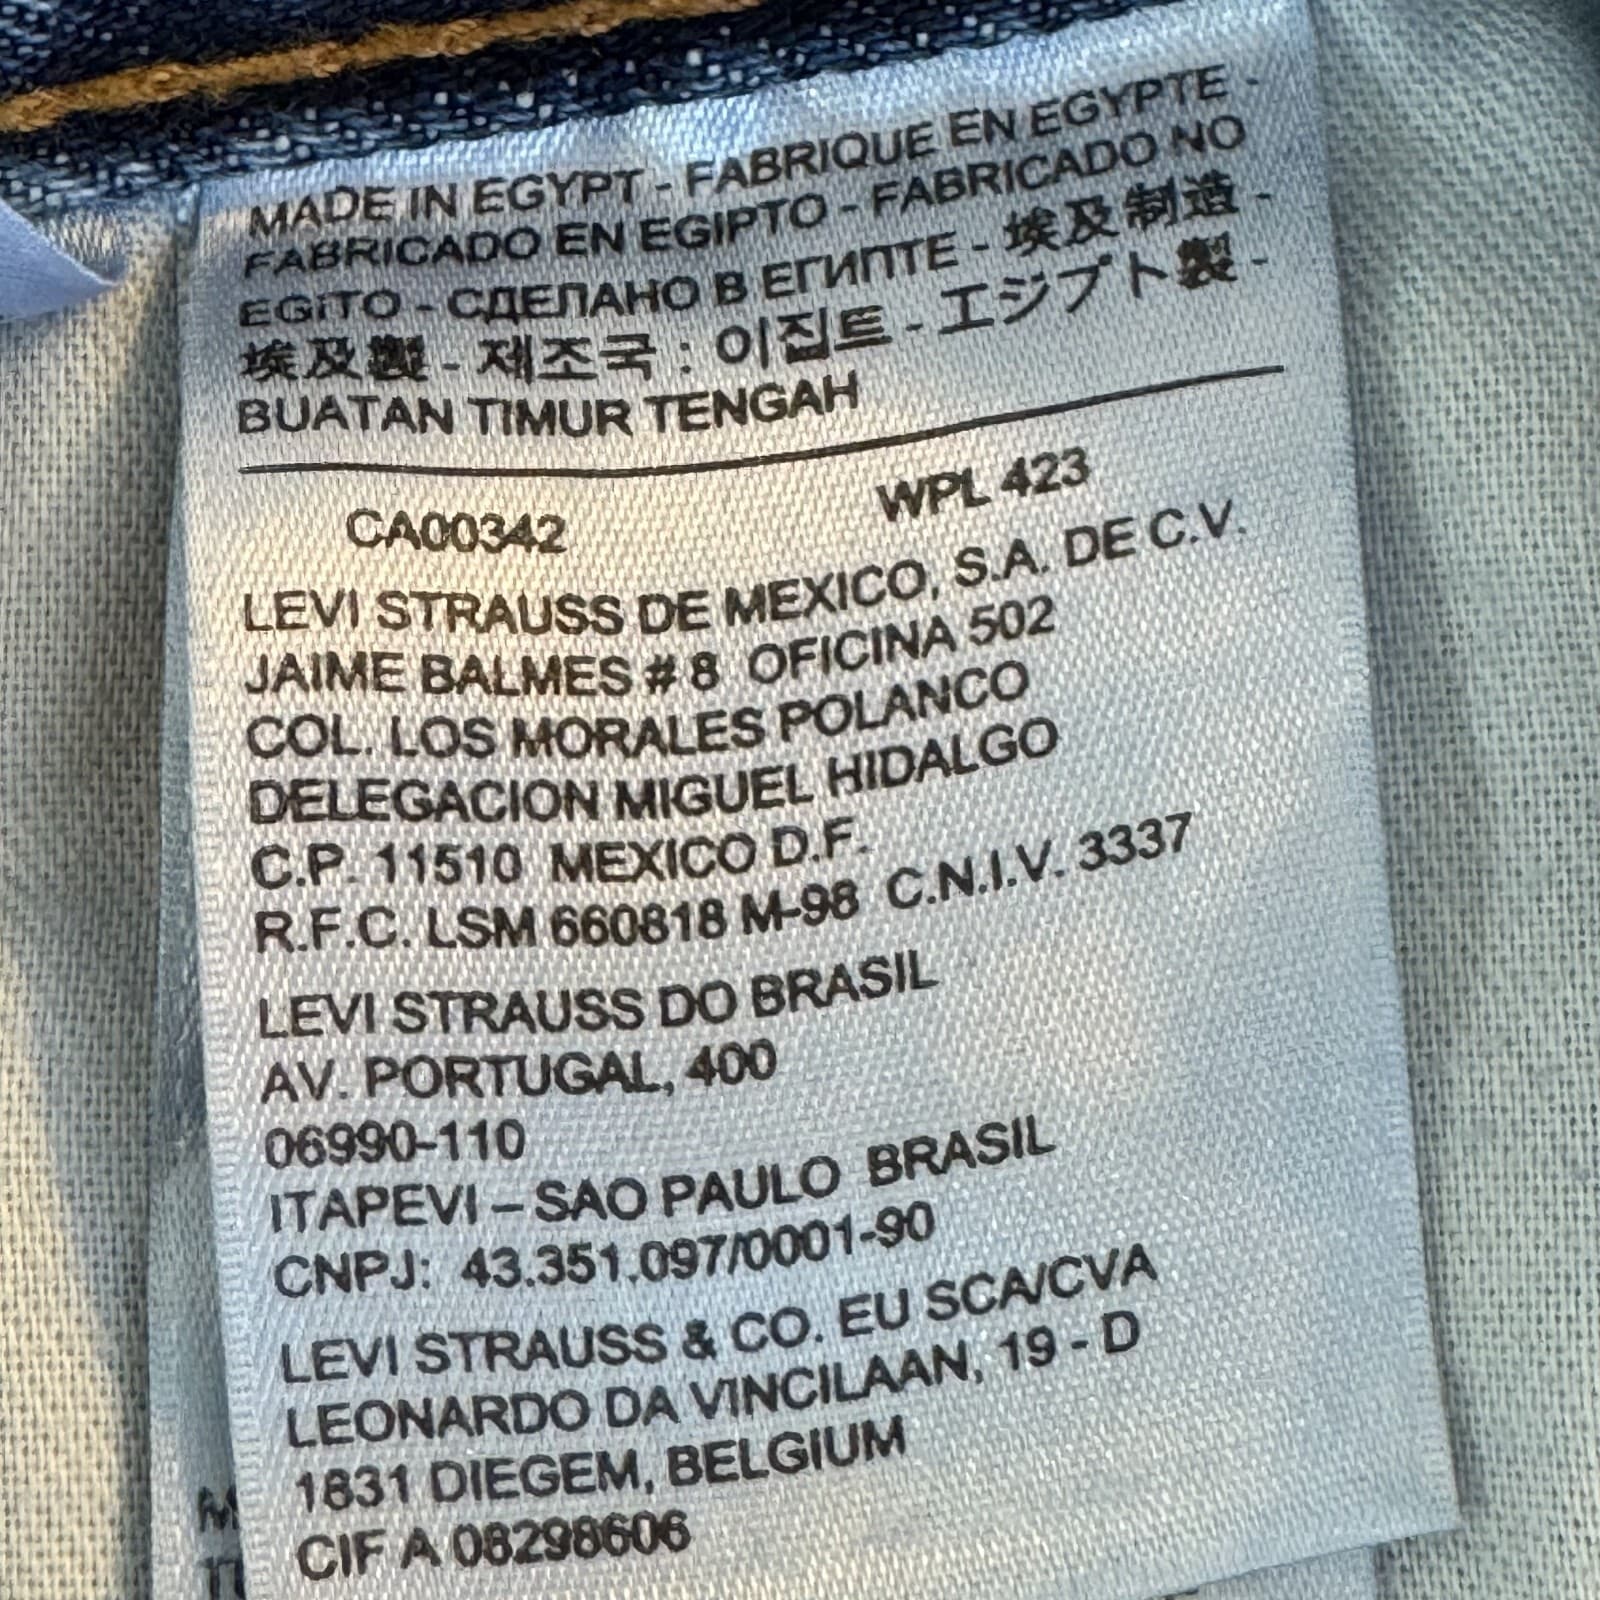 MADE IN EGYPT - FABRIQUE EN EGYPTE -
FABRICADO EN EGIPTO - FABRICADO NO
EGITO - СДЕЛАНО В ЕГИПТЕ - 埃及制造 -
埃及製 - 제조국 : 이집트 - エジプト製 -
BUATAN TIMUR TENGAH
CA00342 WPL 423
LEVI STRAUSS DE MEXICO, S.A. DE C.V.
JAIME BALMES # 8 OFICINA 502
COL. LOS MORALES POLANCO
DELEGACION MIGUEL HIDALGO
C.P. 11510 MEXICO D.F.
R.F.C. LSM 660818 M-98 C.N.I.V. 3337
LEVI STRAUSS DO BRASIL
AV. PORTUGAL, 400
06990-110
ITAPEVI – SAO PAULO BRASIL
CNPJ: 43.351.097/0001-90
LEVI STRAUSS & CO. EU SCA/CVA
LEONARDO DA VINCILAAN, 19 - D
1831 DIEGEM, BELGIUM
CIF A 08298606